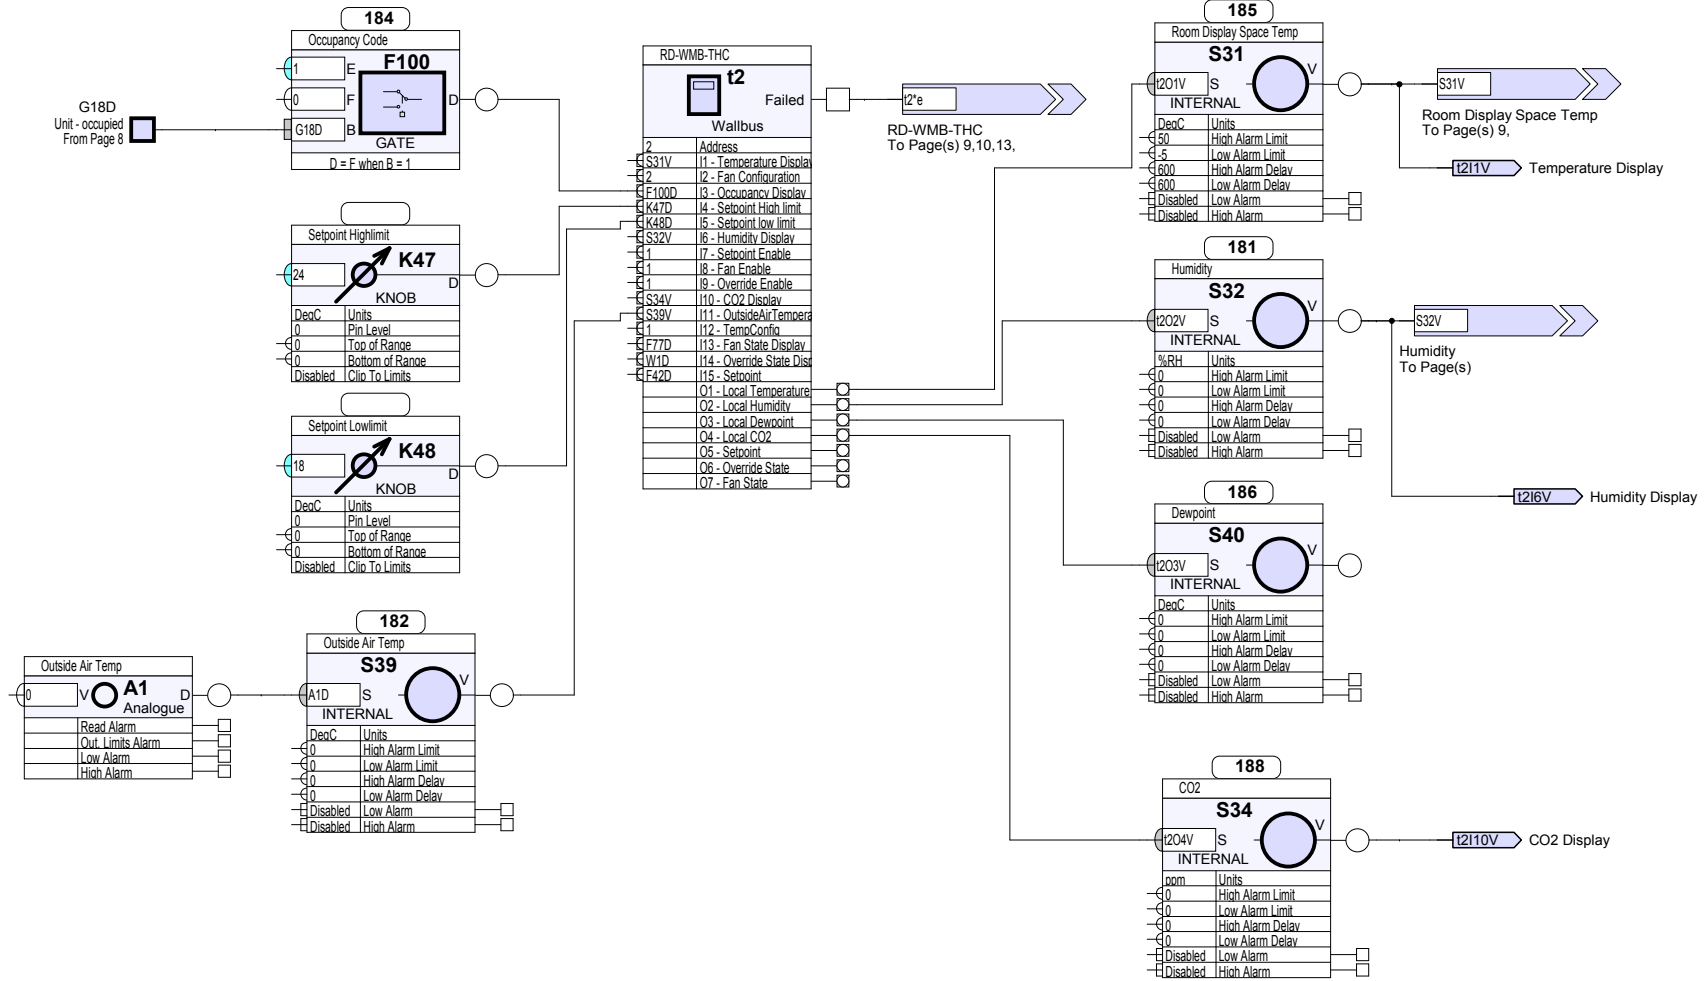 184
Occupancy Code
F100
1 E
0 F D
G18D B
GATE
D = F when B = 1
G18D
Unit - occupied
From Page 8
Setpoint Highlimit
K47
24 D
KNOB
DegC Units
0 Pin Level
0 Top of Range
0 Bottom of Range
Disabled Clip To Limits
Setpoint Lowlimit
K48
18 D
KNOB
DegC Units
0 Pin Level
0 Top of Range
0 Bottom of Range
Disabled Clip To Limits
Outside Air Temp
0 V A1 D
Analogue
Read Alarm
Out. Limits Alarm
Low Alarm
High Alarm
182
Outside Air Temp
S39
A1D S V
INTERNAL
DegC Units
0 High Alarm Limit
0 Low Alarm Limit
0 High Alarm Delay
0 Low Alarm Delay
Disabled Low Alarm
Disabled High Alarm
RD-WMB-THC
t2
Failed
Wallbus
2 Address
S31V I1 - Temperature Display
2 I2 - Fan Configuration
F100D I3 - Occupancy Display
K47D I4 - Setpoint High limit
K48D I5 - Setpoint low limit
S32V I6 - Humidity Display
1 I7 - Setpoint Enable
1 I8 - Fan Enable
1 I9 - Override Enable
S34V I10 - CO2 Display
S39V I11 - OutsideAirTempera
1 I12 - TempConfig
F77D I13 - Fan State Display
W1D I14 - Override State Disp
F42D I15 - Setpoint
O1 - Local Temperature
O2 - Local Humidity
O3 - Local Dewpoint
O4 - Local CO2
O5 - Setpoint
O6 - Override State
O7 - Fan State
t2*e
RD-WMB-THC
To Page(s) 9,10,13,
185
Room Display Space Temp
S31
t2O1V S V
INTERNAL
DegC Units
50 High Alarm Limit
-5 Low Alarm Limit
600 High Alarm Delay
600 Low Alarm Delay
Disabled Low Alarm
Disabled High Alarm
S31V
Room Display Space Temp
To Page(s) 9,
t2I1V Temperature Display
181
Humidity
S32
t2O2V S V
INTERNAL
%RH Units
0 High Alarm Limit
0 Low Alarm Limit
0 High Alarm Delay
0 Low Alarm Delay
Disabled Low Alarm
Disabled High Alarm
S32V
Humidity
To Page(s)
t2I6V Humidity Display
186
Dewpoint
S40
t2O3V S V
INTERNAL
DegC Units
0 High Alarm Limit
0 Low Alarm Limit
0 High Alarm Delay
0 Low Alarm Delay
Disabled Low Alarm
Disabled High Alarm
188
CO2
S34
t2O4V S V
INTERNAL
ppm Units
0 High Alarm Limit
0 Low Alarm Limit
0 High Alarm Delay
0 Low Alarm Delay
Disabled Low Alarm
Disabled High Alarm
t2I10V CO2 Display